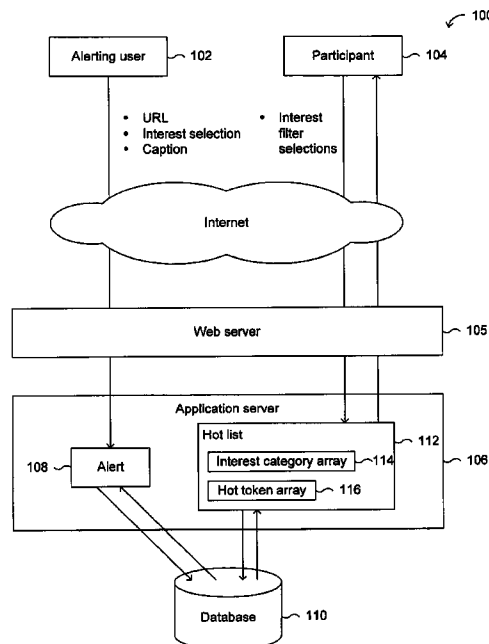 100
Alerting user
102
Participant
104
• URL
• Interest selection
• Caption
• Interest
filter
selections
Internet
Web server
105
Application server
106
Hot list
112
Interest category array
114
Hot token array
116
108
Alert
Database
110